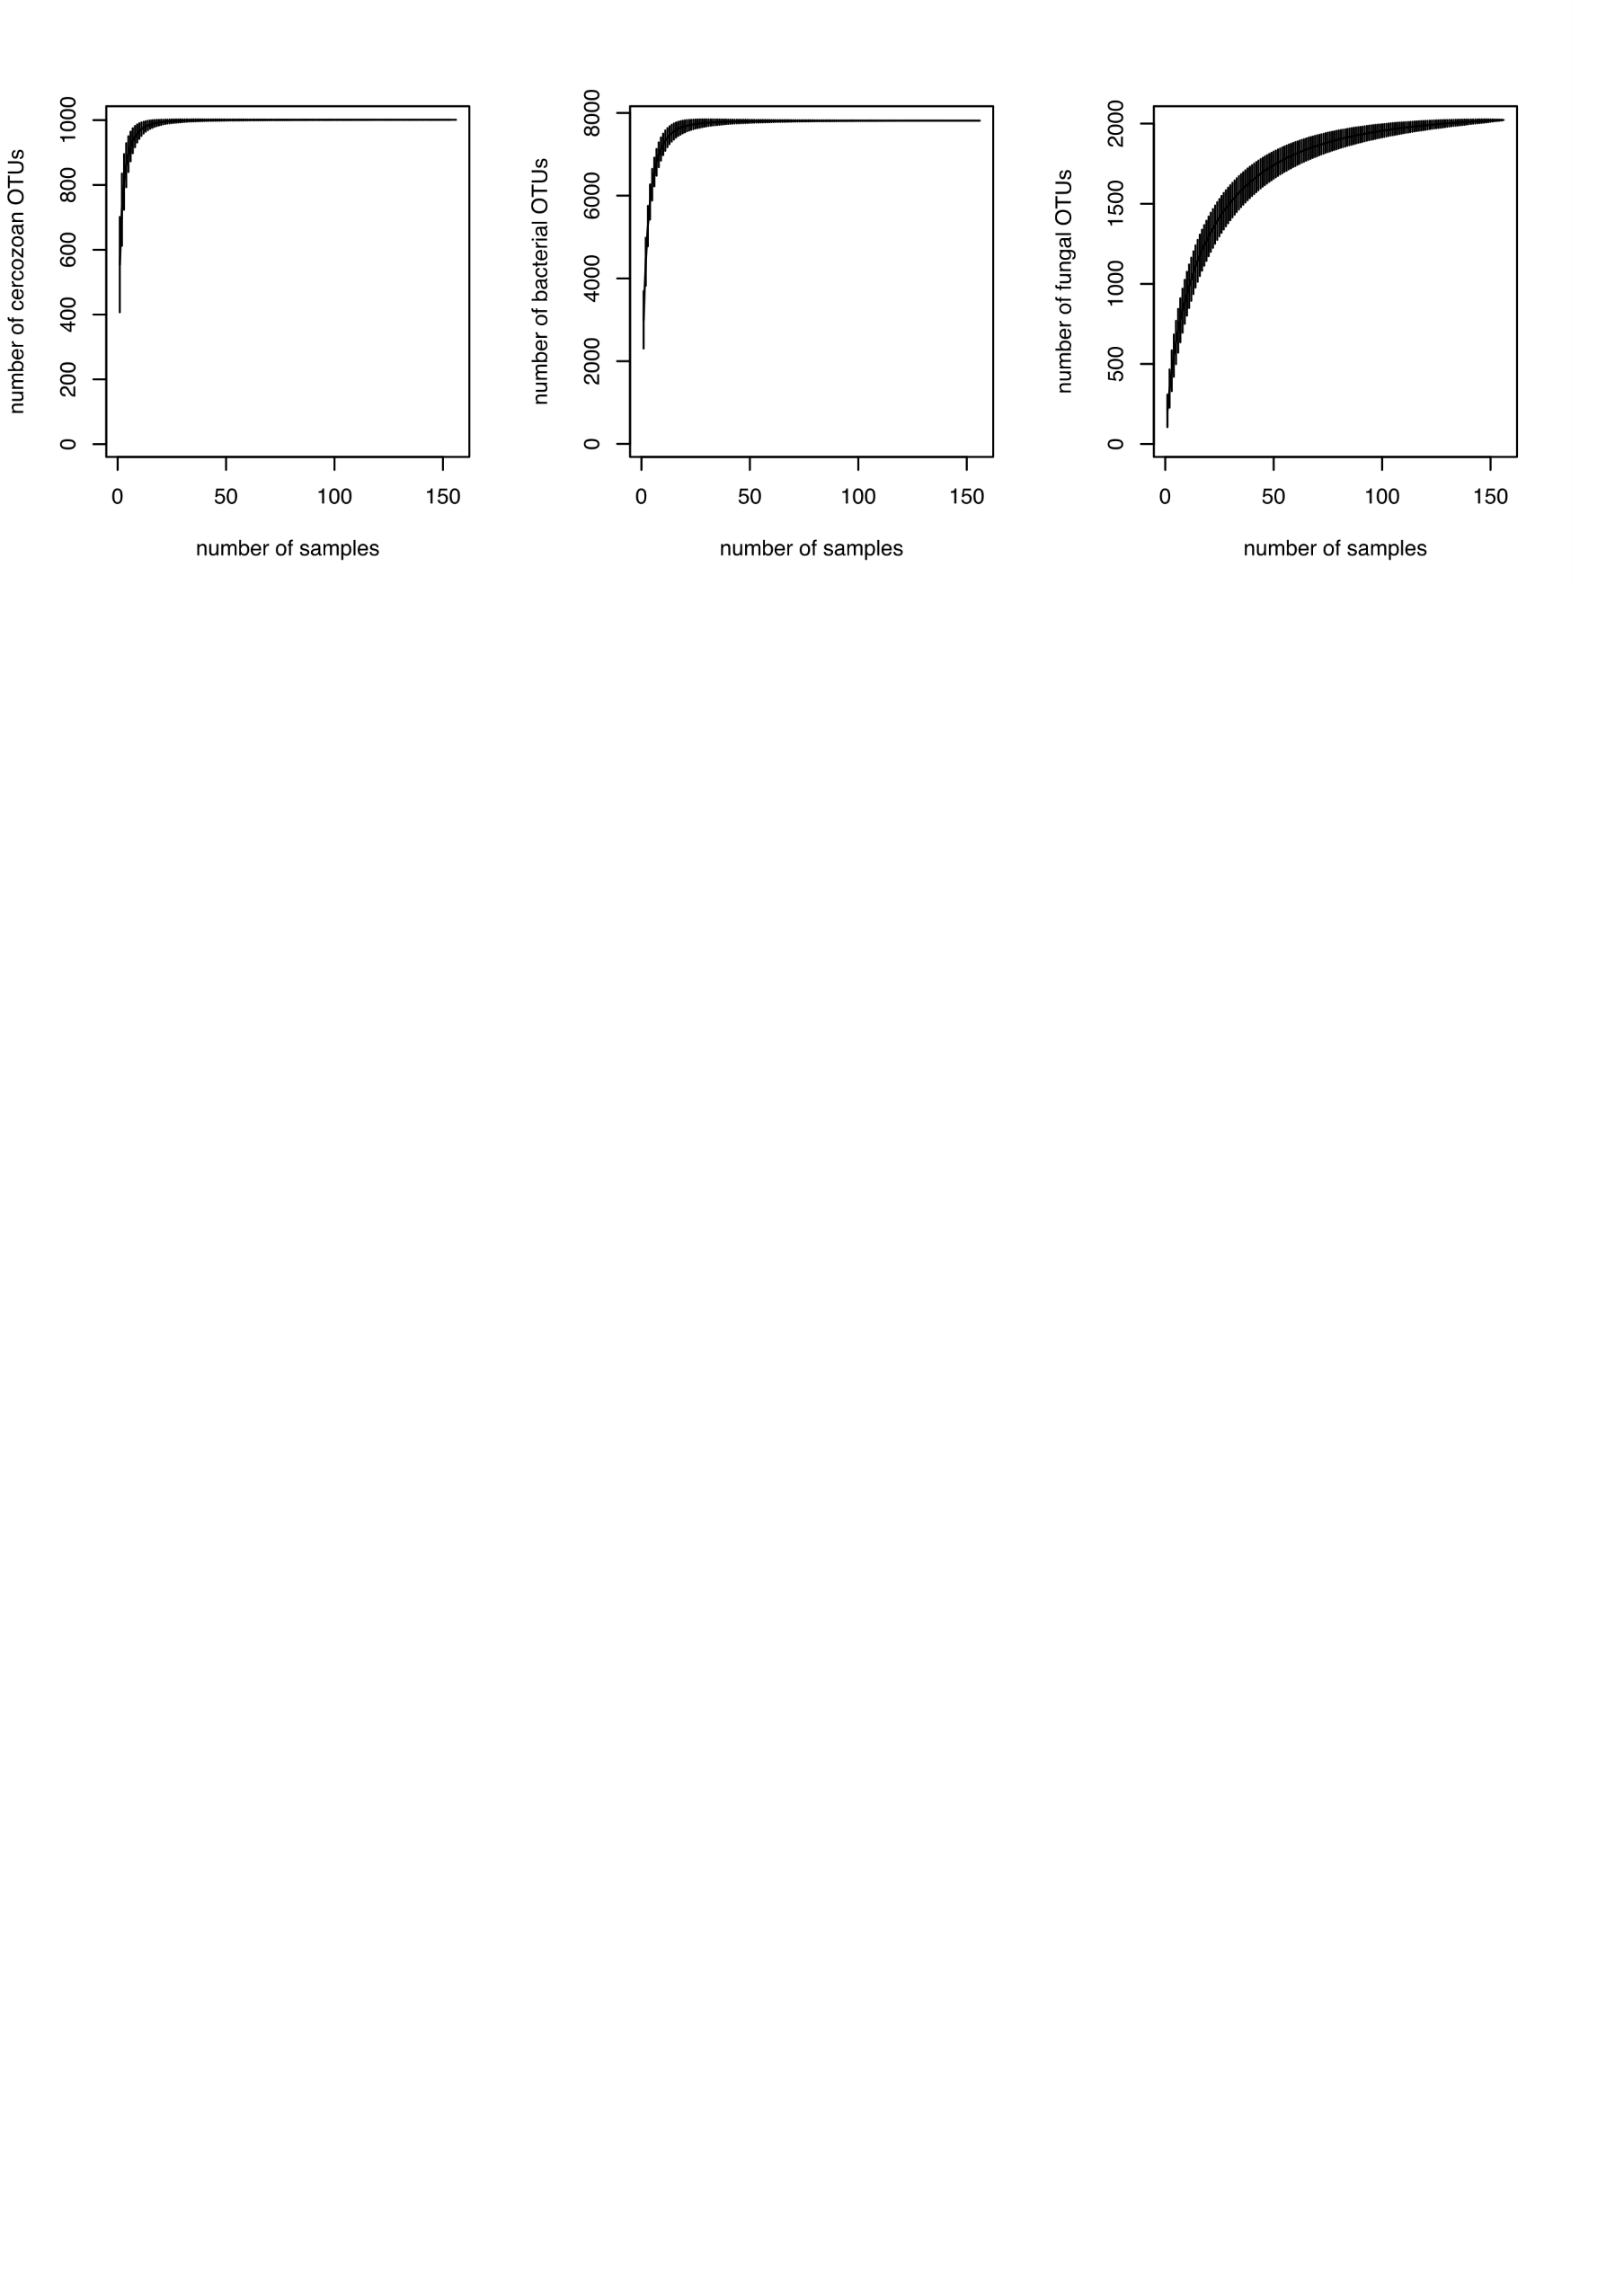 number of cercozoan OTUs
0 200 400 600 800 1000
0 50 100 150
number of samples
number of bacterial OTUs
0 2000 4000 6000 8000
0 50 100 150
number of samples
number of fungal OTUs
0 500 1000 1500 2000
0 50 100 150
number of samples